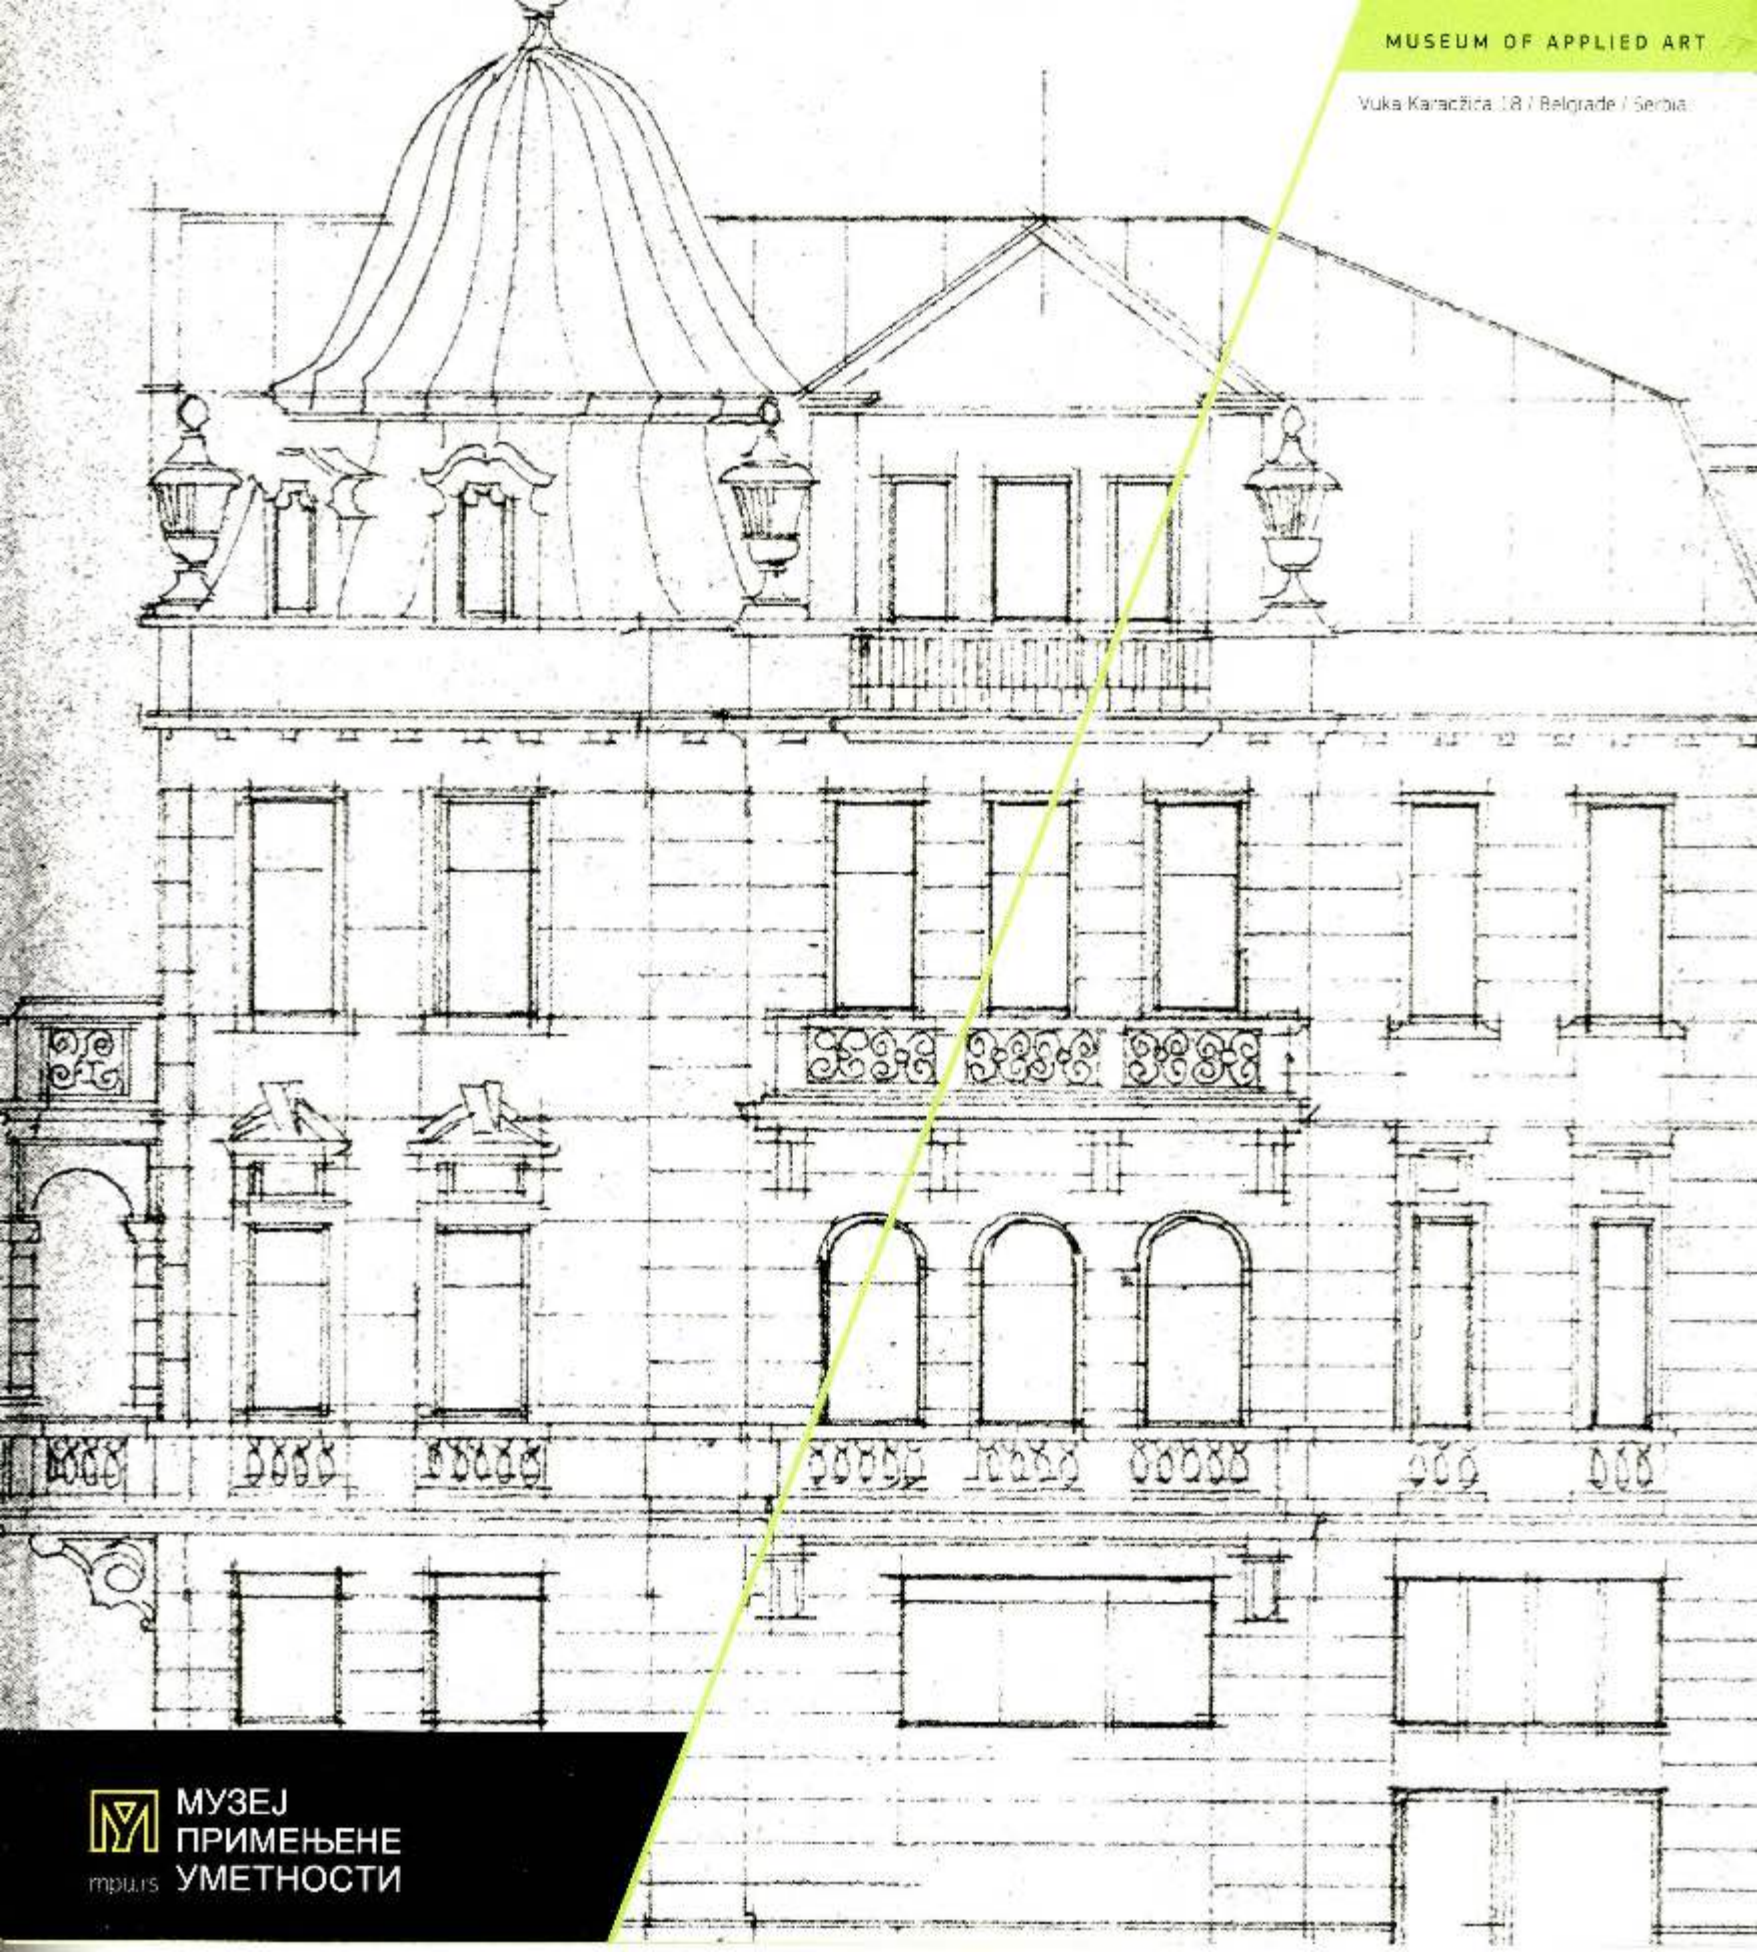 MUSEUM OF APPLIED ART
Vuka Karadžića 18 / Belgrade / Serbia
МУЗЕЈ
ПРИМЕЊЕНЕ
mpu.rs УМЕТНОСТИ